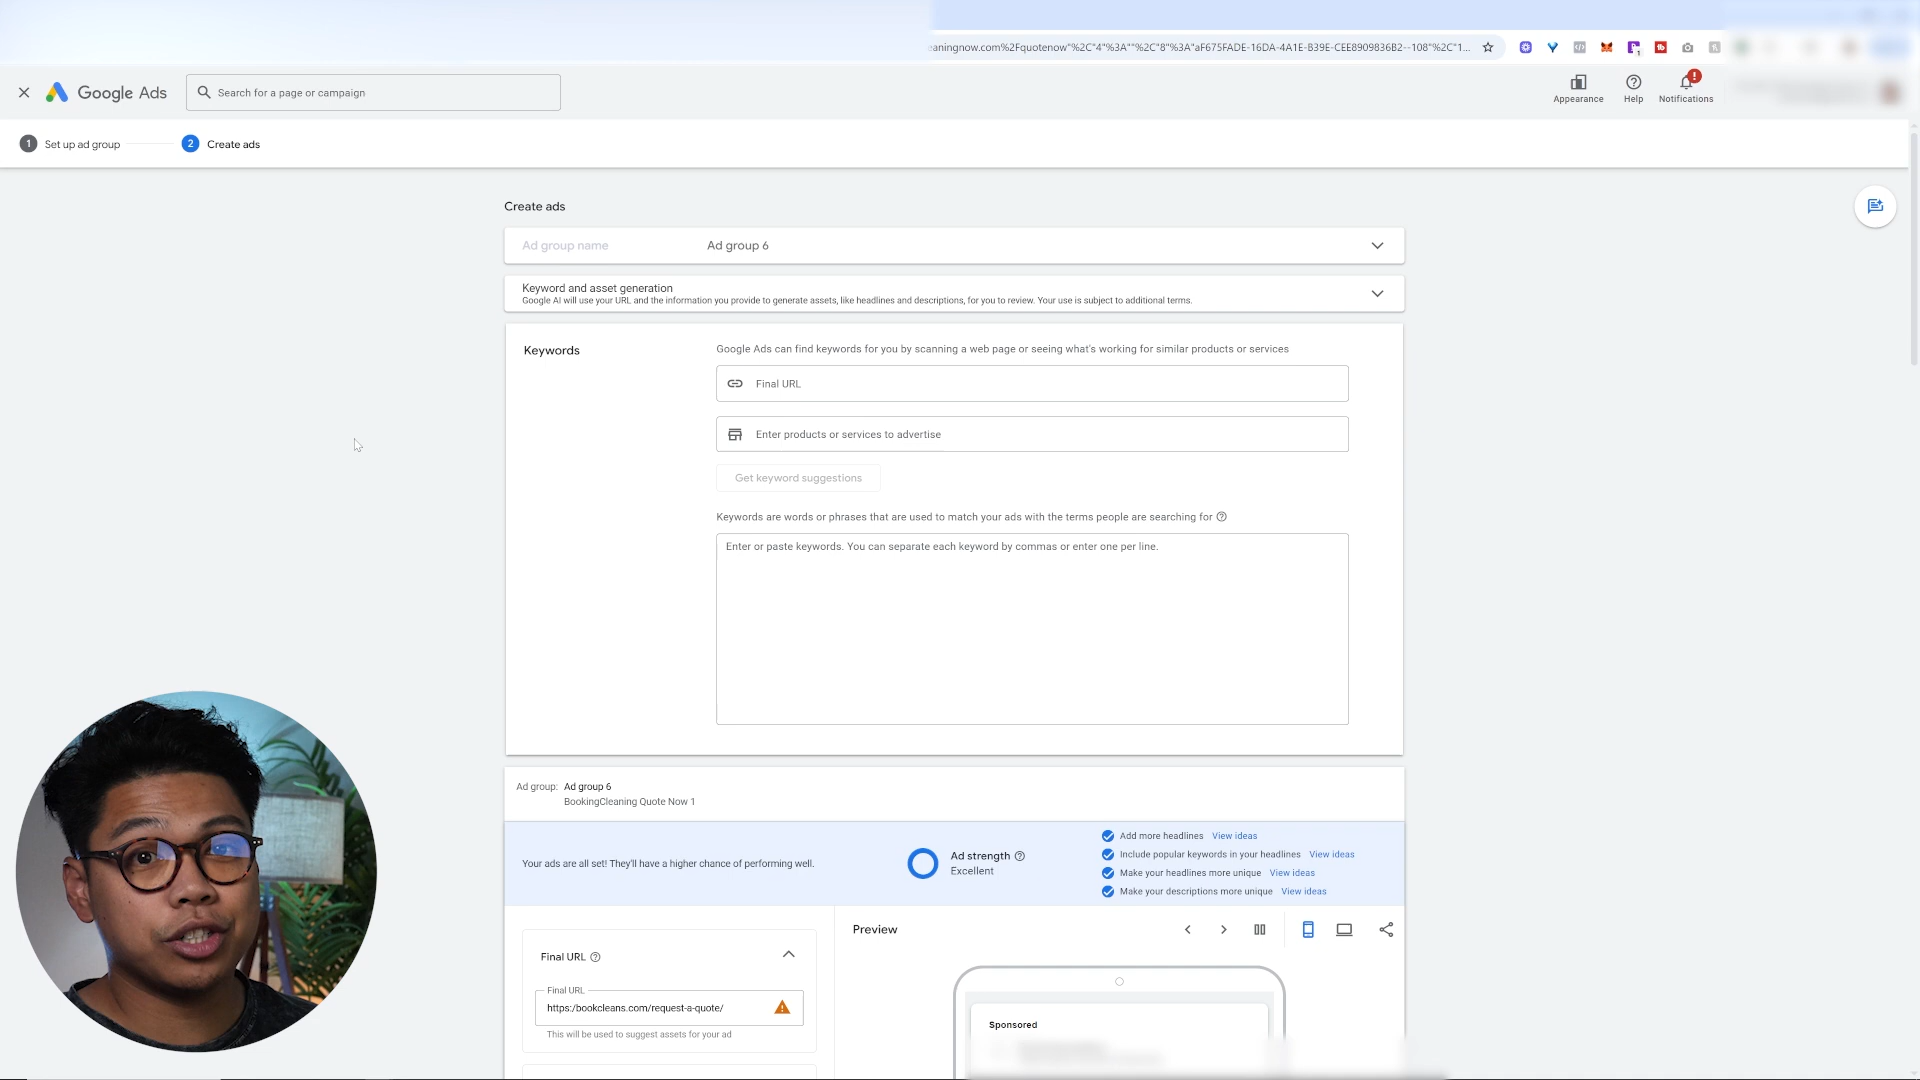 aningnow.com%2Fquotenow"%2C"4"%3A""%2C"8"%3A"aF675FADE-16DA-4A1E-B39E-CEE8909836B2--108"%2C"1...
Google Ads
Search for a page or campaign
Appearance
Help
Notifications
1 Set up ad group
2 Create ads
Create ads
Ad group name
Ad group 6
Keyword and asset generation
Google AI will use your URL and the information you provide to generate assets, like headlines and descriptions, for you to review. Your use is subject to additional terms.
Keywords
Google Ads can find keywords for you by scanning a web page or seeing what's working for similar products or services
Final URL
Enter products or services to advertise
Get keyword suggestions
Keywords are words or phrases that are used to match your ads with the terms people are searching for
Enter or paste keywords. You can separate each keyword by commas or enter one per line.
Ad group: Ad group 6
BookingCleaning Quote Now 1
Your ads are all set! They'll have a higher chance of performing well.
Ad strength
Excellent
Add more headlines View ideas
Include popular keywords in your headlines View ideas
Make your headlines more unique View ideas
Make your descriptions more unique View ideas
Final URL
Final URL
https:/bookcleans.com/request-a-quote/
This will be used to suggest assets for your ad
Preview
Sponsored